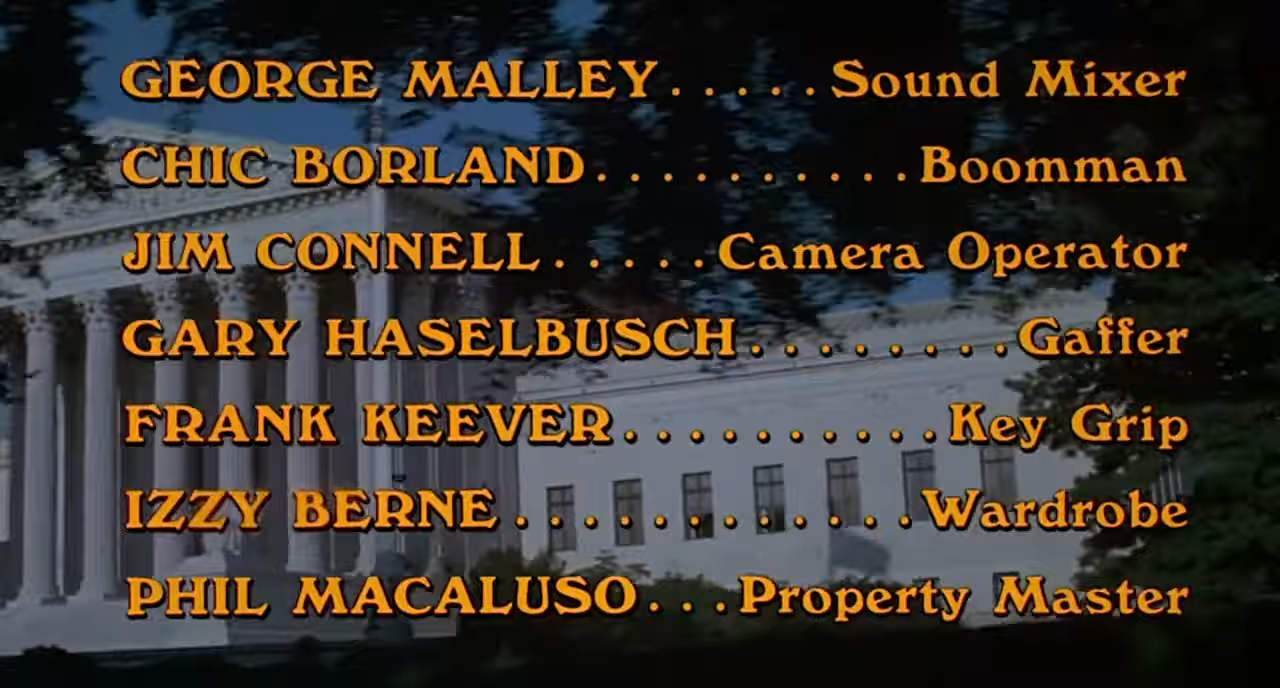 GEORGE MALLEY.....Sound Mixer
CHIC BORLAND..........Boomman
JIM CONNELL.....Camera Operator
GARY HASELBUSCH........Gaffer
FRANK KEEVER..........Key Grip
IZZY BERNE............Wardrobe
PHIL MACALUSO...Property Master